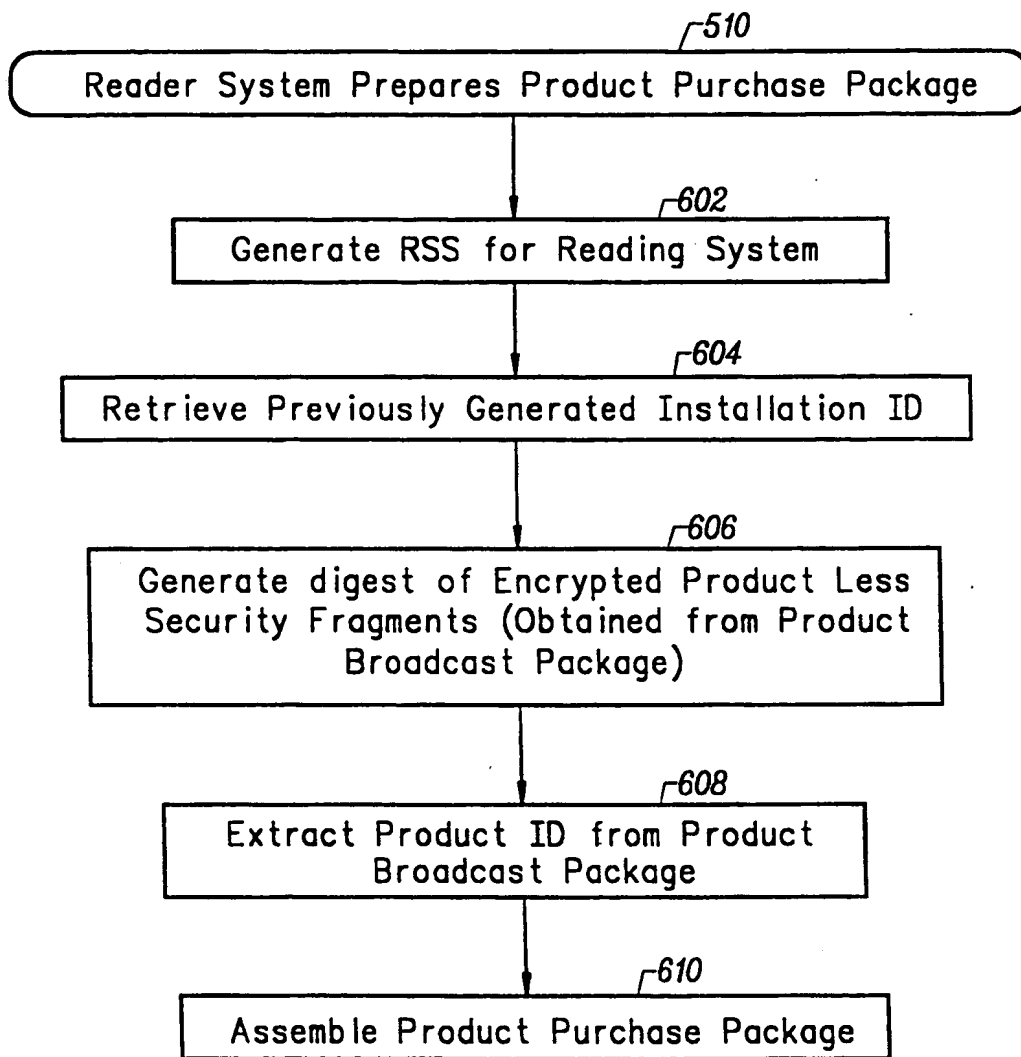 510
Reader System Prepares Product Purchase Package
602
Generate RSS for Reading System
604
Retrieve Previously Generated Installation ID
606
Generate digest of Encrypted Product Less
Security Fragments (Obtained from Product
Broadcast Package)
608
Extract Product ID from Product
Broadcast Package
610
Assemble Product Purchase Package